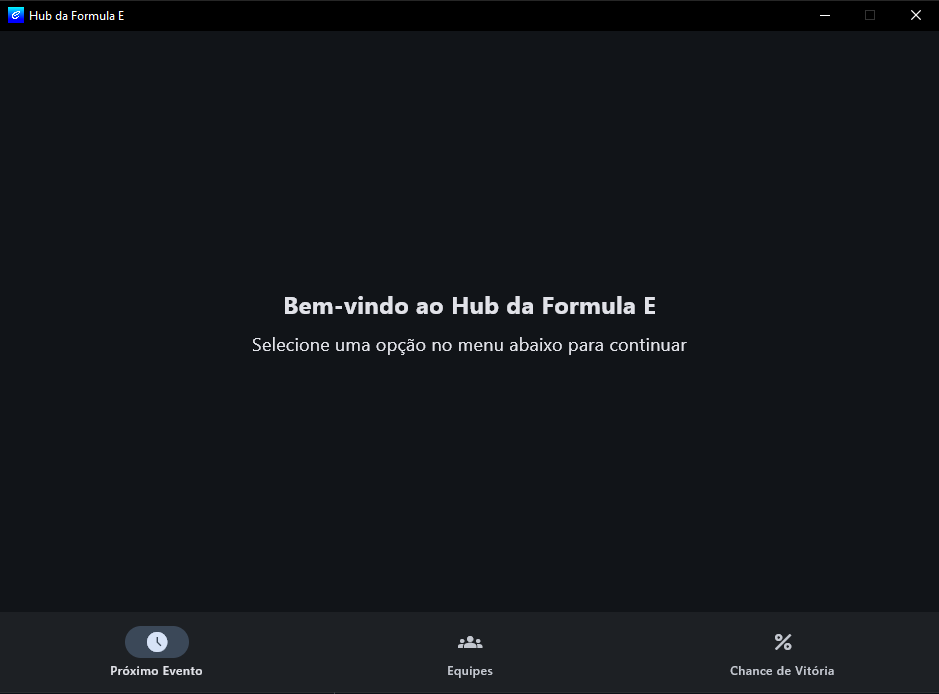 Hub da Formula E
Bem-vindo ao Hub da Formula E
Selecione uma opção no menu abaixo para continuar
Próximo Evento
Equipes
Chance de Vitória